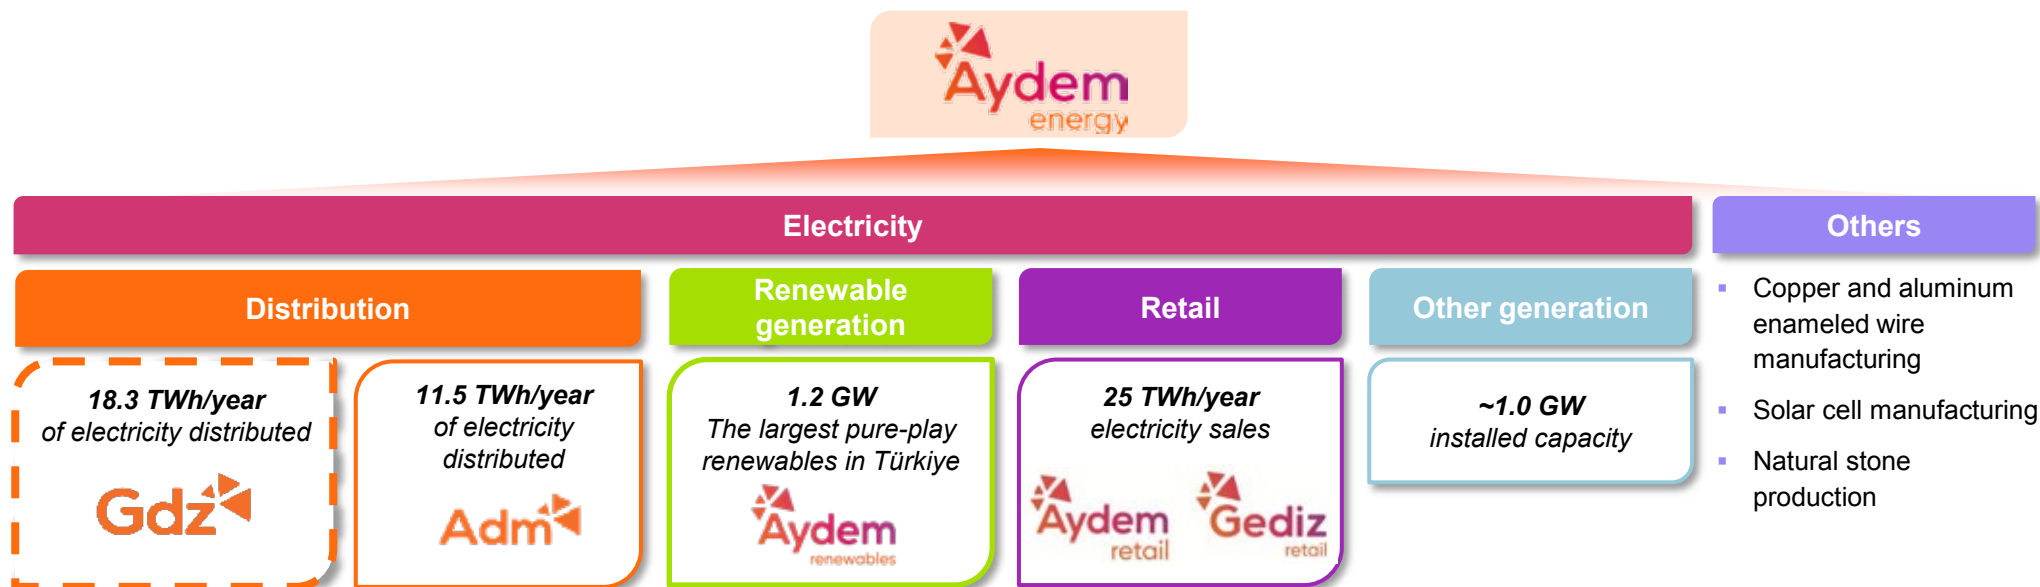 Aydem
energy
Electricity
Others
Distribution
Renewable
generation
Retail
Other generation
18.3 TWh/year
of electricity distributed
Gdz
11.5 TWh/year
of electricity
distributed
Adm
1.2 GW
The largest pure-play
renewables in Türkiye
Aydem
renewables
25 TWh/year
electricity sales
Aydem
retail
Gediz
retail
~1.0 GW
installed capacity
▪ Copper and aluminum
enameled wire
manufacturing
▪ Solar cell manufacturing
▪ Natural stone
production